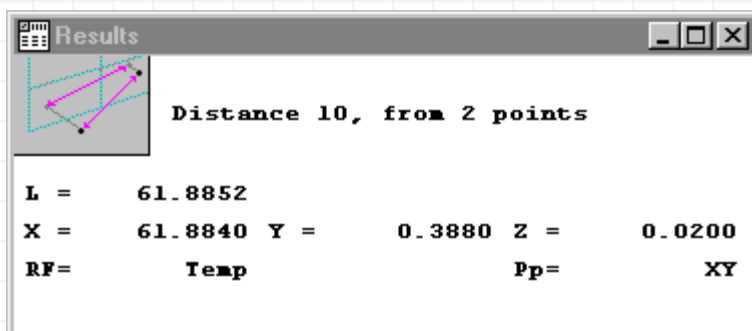 Results
Distance 10, from 2 points
L = 61.8852
X = 61.8840 Y = 0.3880 Z = 0.0200
RF= Temp Pp= XY